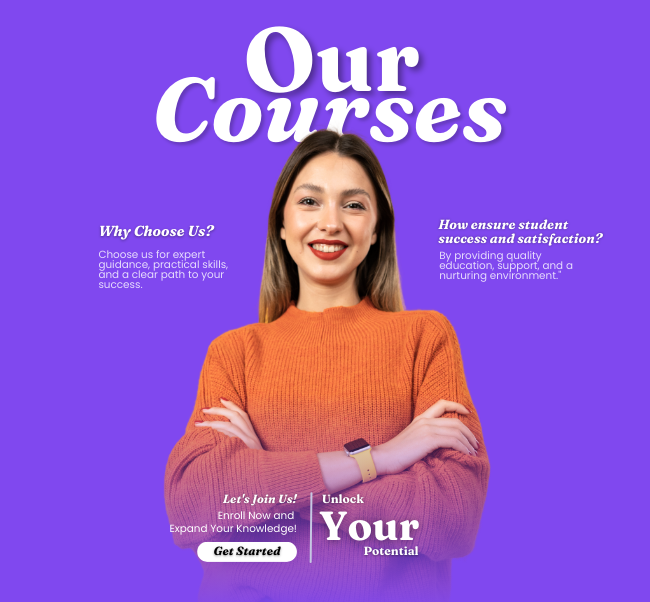 Our
Courses
Why Choose Us?
Choose us for expert
guidance, practical skills,
and a clear path to your
success.
How ensure student
success and satisfaction?
By providing quality
education, support, and a
nurturing environment."
Let's Join Us!
Enroll Now and
Expand Your Knowledge!
Get Started
Unlock
Your
Potential